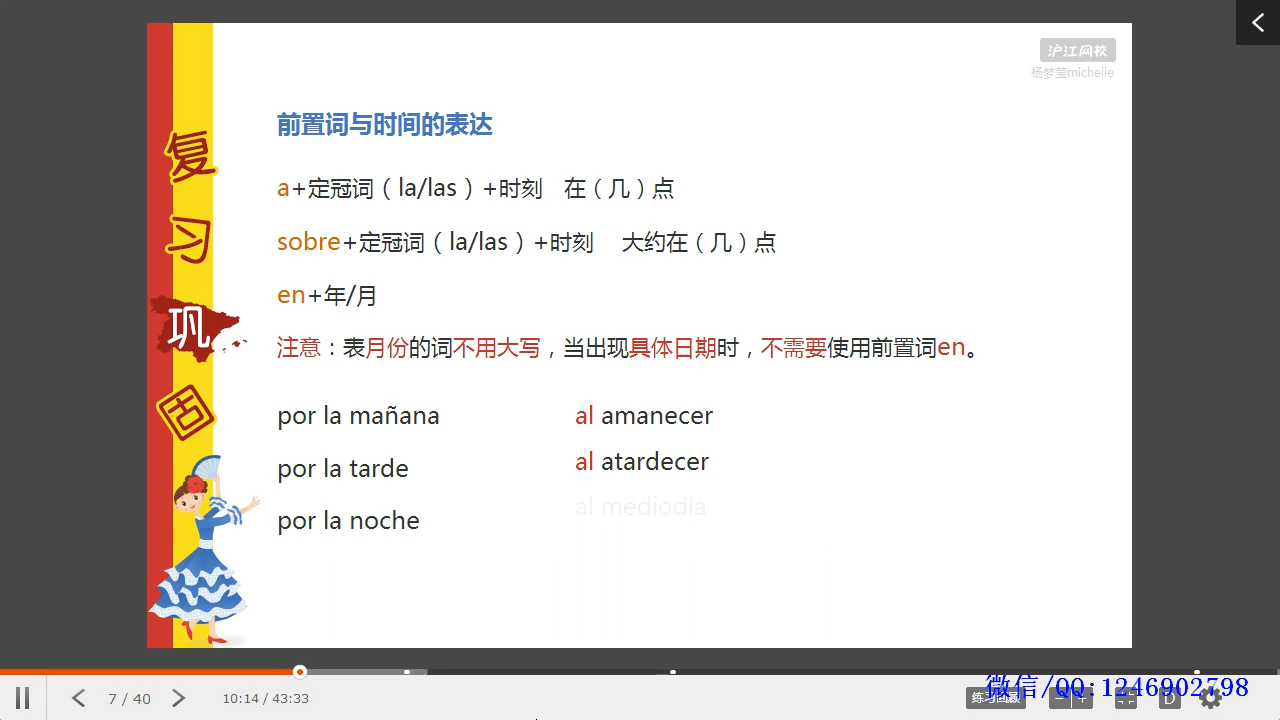 沪江网校
杨梦莹michelle
复习巩固
前置词与时间的表达
a+定冠词（la/las）+时刻 在（几）点
sobre+定冠词（la/las）+时刻 大约在（几）点
en+年/月
注意：表月份的词不用大写，当出现具体日期时，不需要使用前置词en。
por la mañana
al amanecer
por la tarde
al atardecer
al mediodía
por la noche
7 / 40
10:14 / 43:33
微信/QQ:1246902798
D